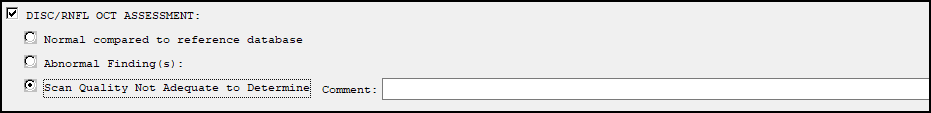 DISC/RNFL OCT ASSESSMENT:
Normal compared to reference database
Abnormal Finding(s):
Scan Quality Not Adequate to Determine Comment: